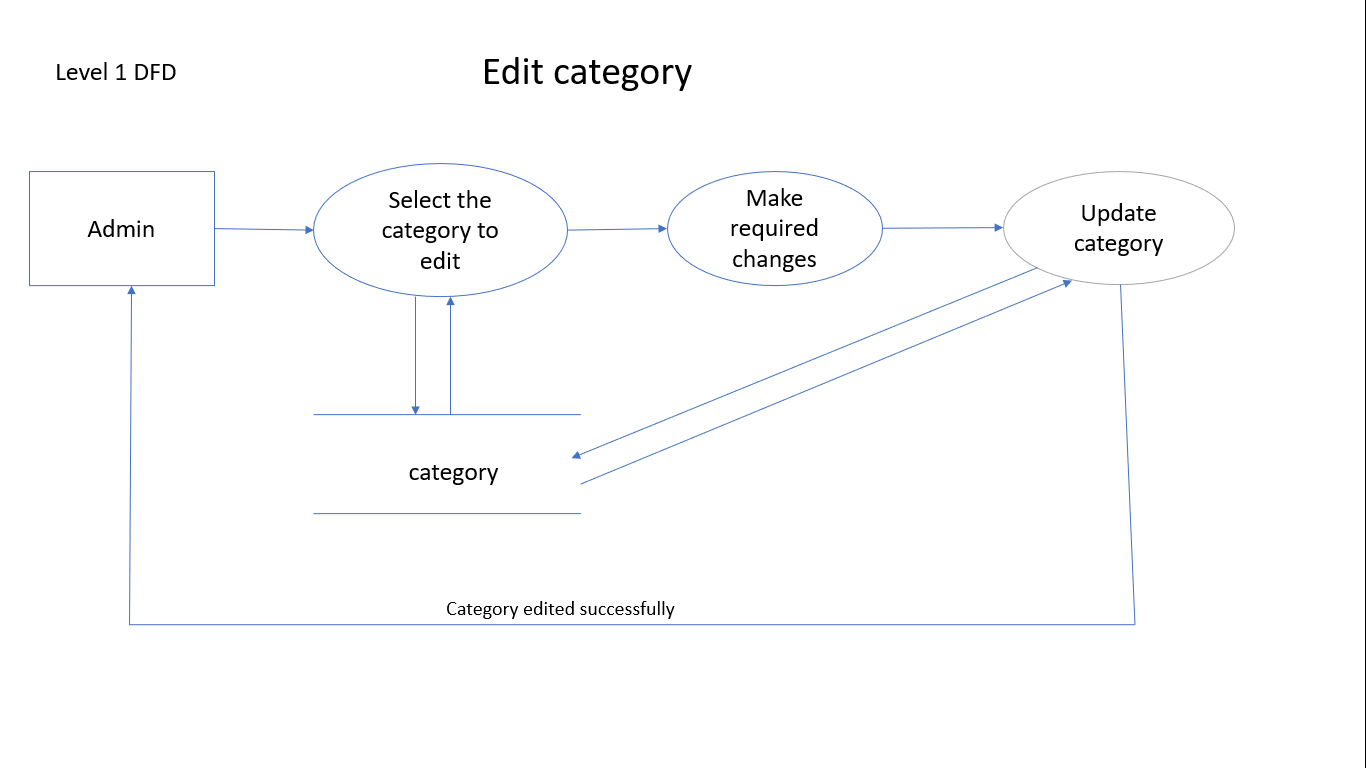 Level 1 DFD
Edit category
Admin
Select the
category to
edit
Make
required
changes
Update
category
category
Category edited successfully